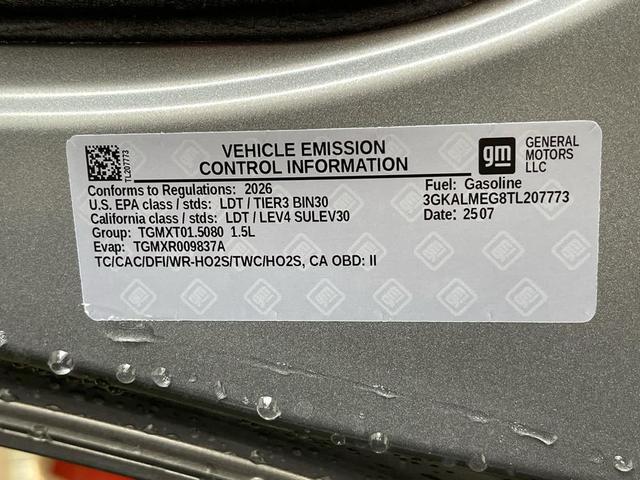 TL207773
VEHICLE EMISSION
CONTROL INFORMATION
gm
GENERAL
MOTORS
LLC
Conforms to Regulations: 2026
U.S. EPA class / stds: LDT / TIER3 BIN30
California class / stds: LDT / LEV4 SULEV30
Group: TGMXT01.5080 1.5L
Evap: TGMXR009837A
TC/CAC/DFI/WR-HO2S/TWC/HO2S, CA OBD: II
Fuel: Gasoline
3GKALMEG8TL207773
Date: 2507